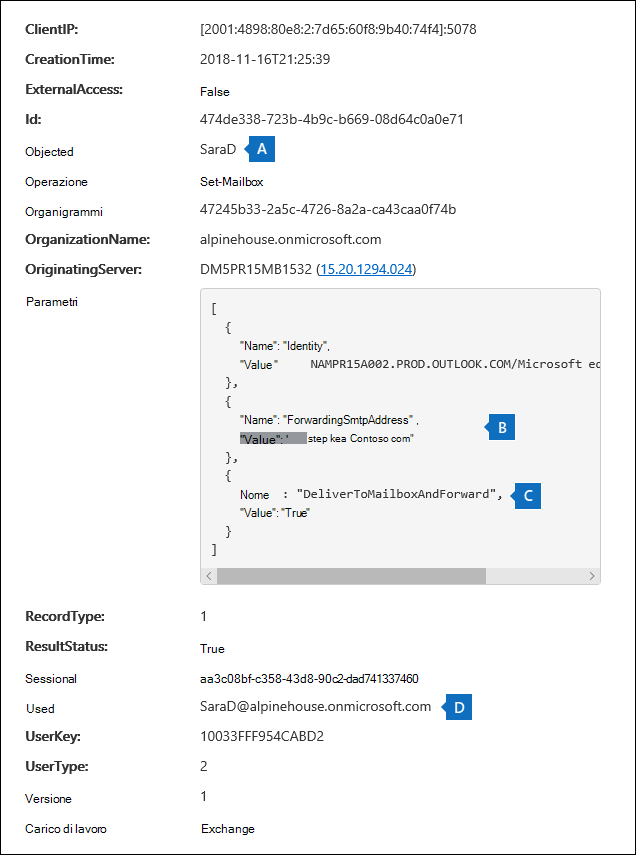 ClientIP: [2001:4898:80e8:2:7d65:60f8:9b40:74f4]:5078
CreationTime: 2018-11-16T21:25:39
ExternalAccess: False
Id: 474de338-723b-4b9c-b669-08d64c0a0e71
Objected SaraD A
Operazione Set-Mailbox
Organigrammi 47245b33-2a5c-4726-8a2a-ca43caa0f74b
OrganizationName: alpinehouse.onmicrosoft.com
OriginatingServer: DM5PR15MB1532 (15.20.1294.024)
Parametri
[
{
"Name": "Identity",
"Value" NAMPR15A002.PROD.OUTLOOK.COM/Microsoft ec
},
{
"Name": "ForwardingSmtpAddress" , B
"Value": ' step kea Contoso com"
},
{
Nome : "DeliverToMailboxAndForward", C
"Value": "True"
}
]
RecordType: 1
ResultStatus: True
Sessional aa3c08bf-c358-43d8-90c2-dad741337460
Used SaraD@alpinehouse.onmicrosoft.com D
UserKey: 10033FFF954CABD2
UserType: 2
Versione 1
Carico di lavoro Exchange